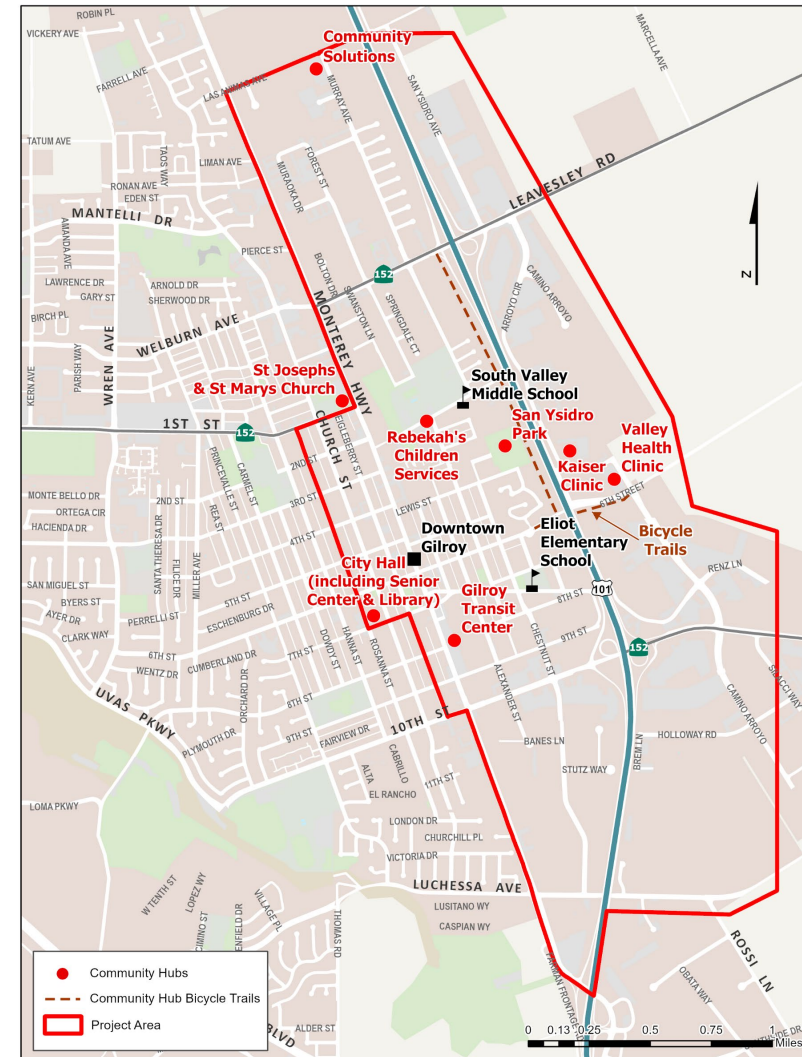 ROBIN PL
VICKERY AVE
Community
Solutions
MARCELLA AVE
FARRELL AVE
LAS ANIMAS AVE
MURRAY AVE
SAN YSIDRO AVE
TATUM AVE
TAOS WAY
LIMAN AVE
FOREST ST
MURAOKA DR
LEAVESLEY RD
RONAN AVE
EDEN ST
MANTELLI DR
AMANDA AVE
PIERCE ST
N
152
LAWRENCE DR
GARY ST
ARNOLD DR
SHERWOOD DR
BOLTON DR
SWANSTON LN
SPRINGDALE CT
CAMINO ARROYO
ARROYO CIR
BIRCH PL
WELBURN AVE
MONTEREY HWY
KERN AVE
WREN AVE
PARISH WAY
St Josephs
& St Marys Church
South Valley
Middle School
1ST ST
152
CHURCH ST
EIGLEBERRY ST
Rebekah's
Children
Services
San Ysidro
Park
Kaiser
Clinic
Valley
Health
Clinic
2ND ST
PRINCEVALLE ST
CARMEL ST
REA ST
MONTE BELLO DR
ORTEGA CIR
HACIENDA DR
2ND ST
3RD ST
LEWIS ST
6TH STREET
SANTA THERESA DR
FILICE DR
MILLER AVE
4TH ST
Downtown
Gilroy
Eliot
Elementary
School
Bicycle
Trails
City Hall
(including Senior
Center & Library)
Gilroy
Transit
Center
RENZ LN
SAN MIGUEL ST
BYERS ST
AYER DR
CLARK WAY
PERRELLI ST
5TH ST
ESCHENBURG DR
101
8TH ST
6TH ST
WENTZ DR
CUMBERLAND DR
7TH ST
DOWDY ST
HANNA ST
ROSANNA ST
CHESTNUT ST
9TH ST
152
UVAS PKWY
ORCHARD DR
8TH ST
ALEXANDER ST
CAMINO ARROYO
PLYMOUTH DR
9TH ST
FAIRVIEW DR
10TH ST
BANES LN
BREM LN
HOLLOWAY RD
ALTA
CABRILLO
11TH ST
STUTZ WAY
EL RANCHO
LOMA PKWY
LONDON DR
CHURCHILL PL
VICTORIA DR
LUCHESSA AVE
W TENTH ST
LOPEZ WY
VILLAGE PL
THOMAS RD
LUSITANO WY
CASPIAN WY
CIMINO ST
ENFIELD DR
ROSSI LN
OBATA WAY
Community Hubs
Community Hub Bicycle Trails
Project Area
BLVD
ALDER ST
0 0.13 0.25 0.5 0.75 1
Miles